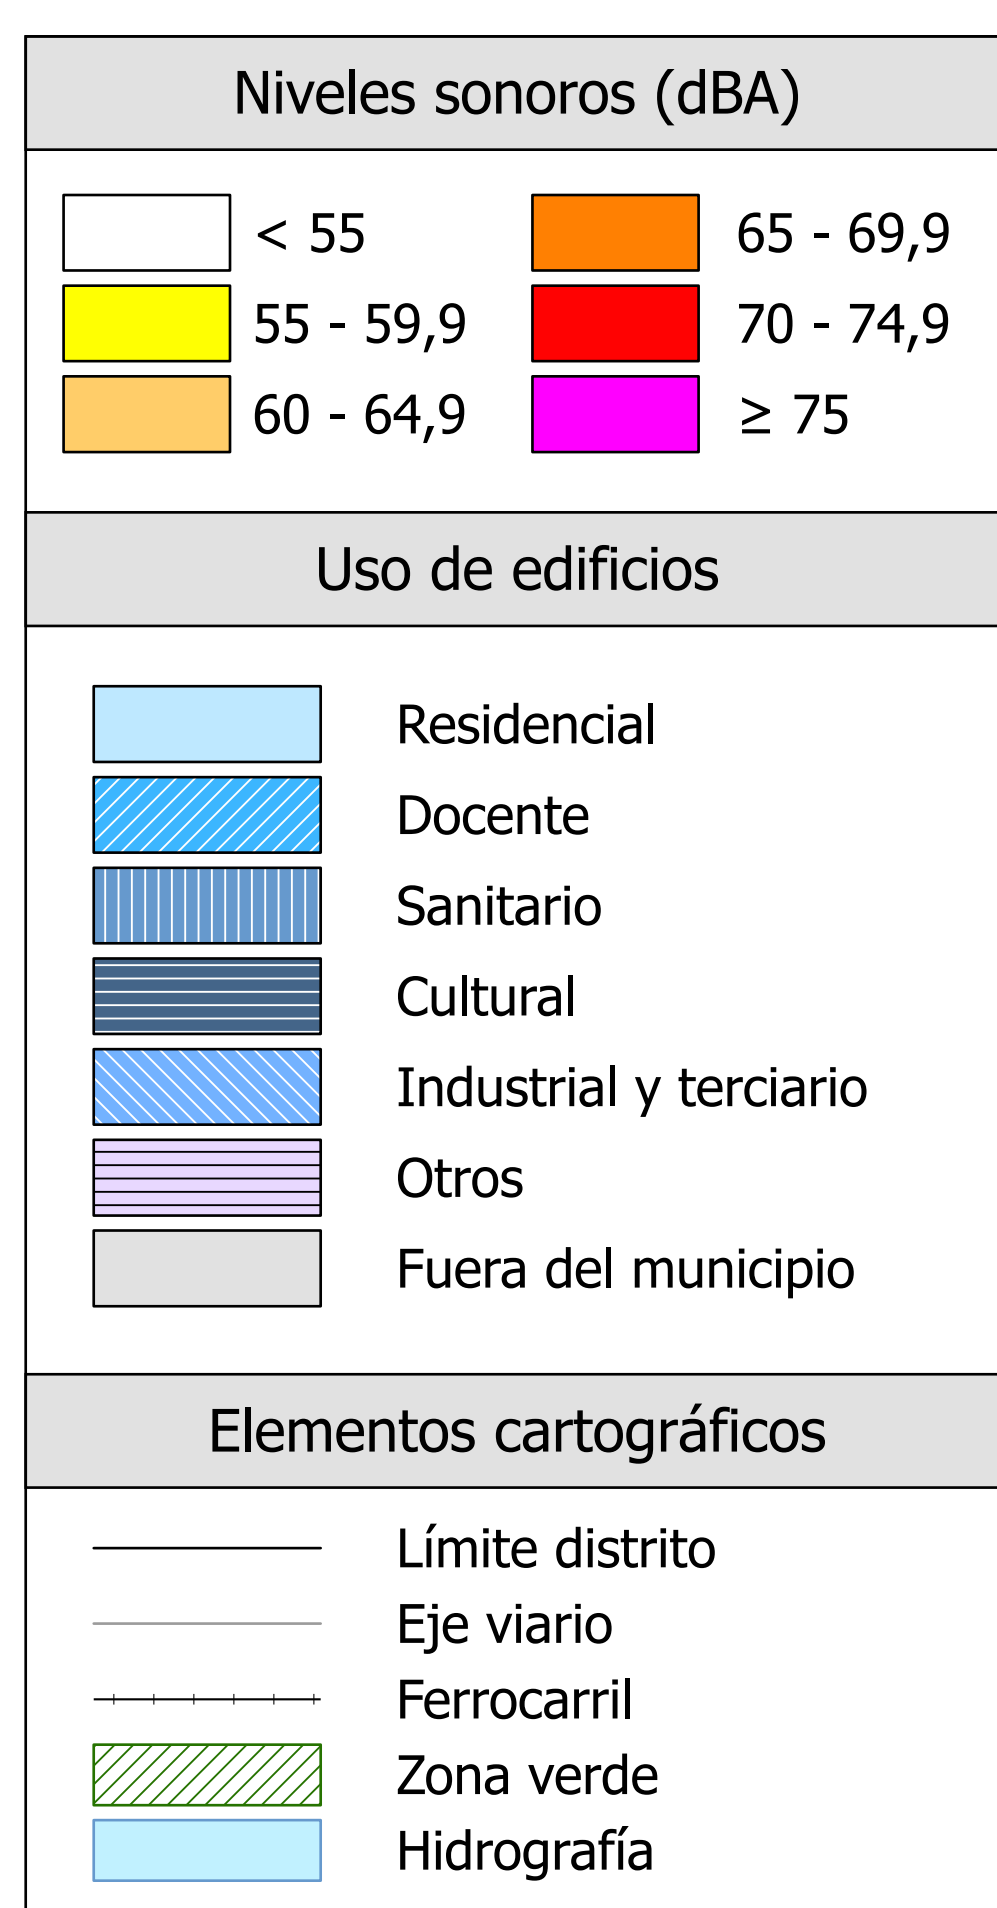 Niveles sonoros (dBA)
< 55
65 - 69,9
55 - 59,9
70 - 74,9
60 - 64,9
≥ 75
Uso de edificios
Residencial
Docente
Sanitario
Cultural
Industrial y terciario
Otros
Fuera del municipio
Elementos cartográficos
Límite distrito
Eje viario
Ferrocarril
Zona verde
Hidrografía